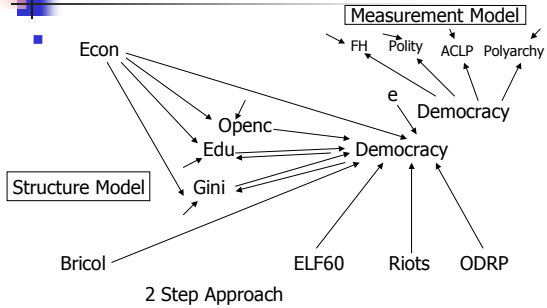 Measurement Model
FH Polity ACLP Polyarchy
Econ
e
Democracy
Openc
Edu
Democracy
Structure Model
Gini
Bricol
ELF60 Riots ODRP
2 Step Approach